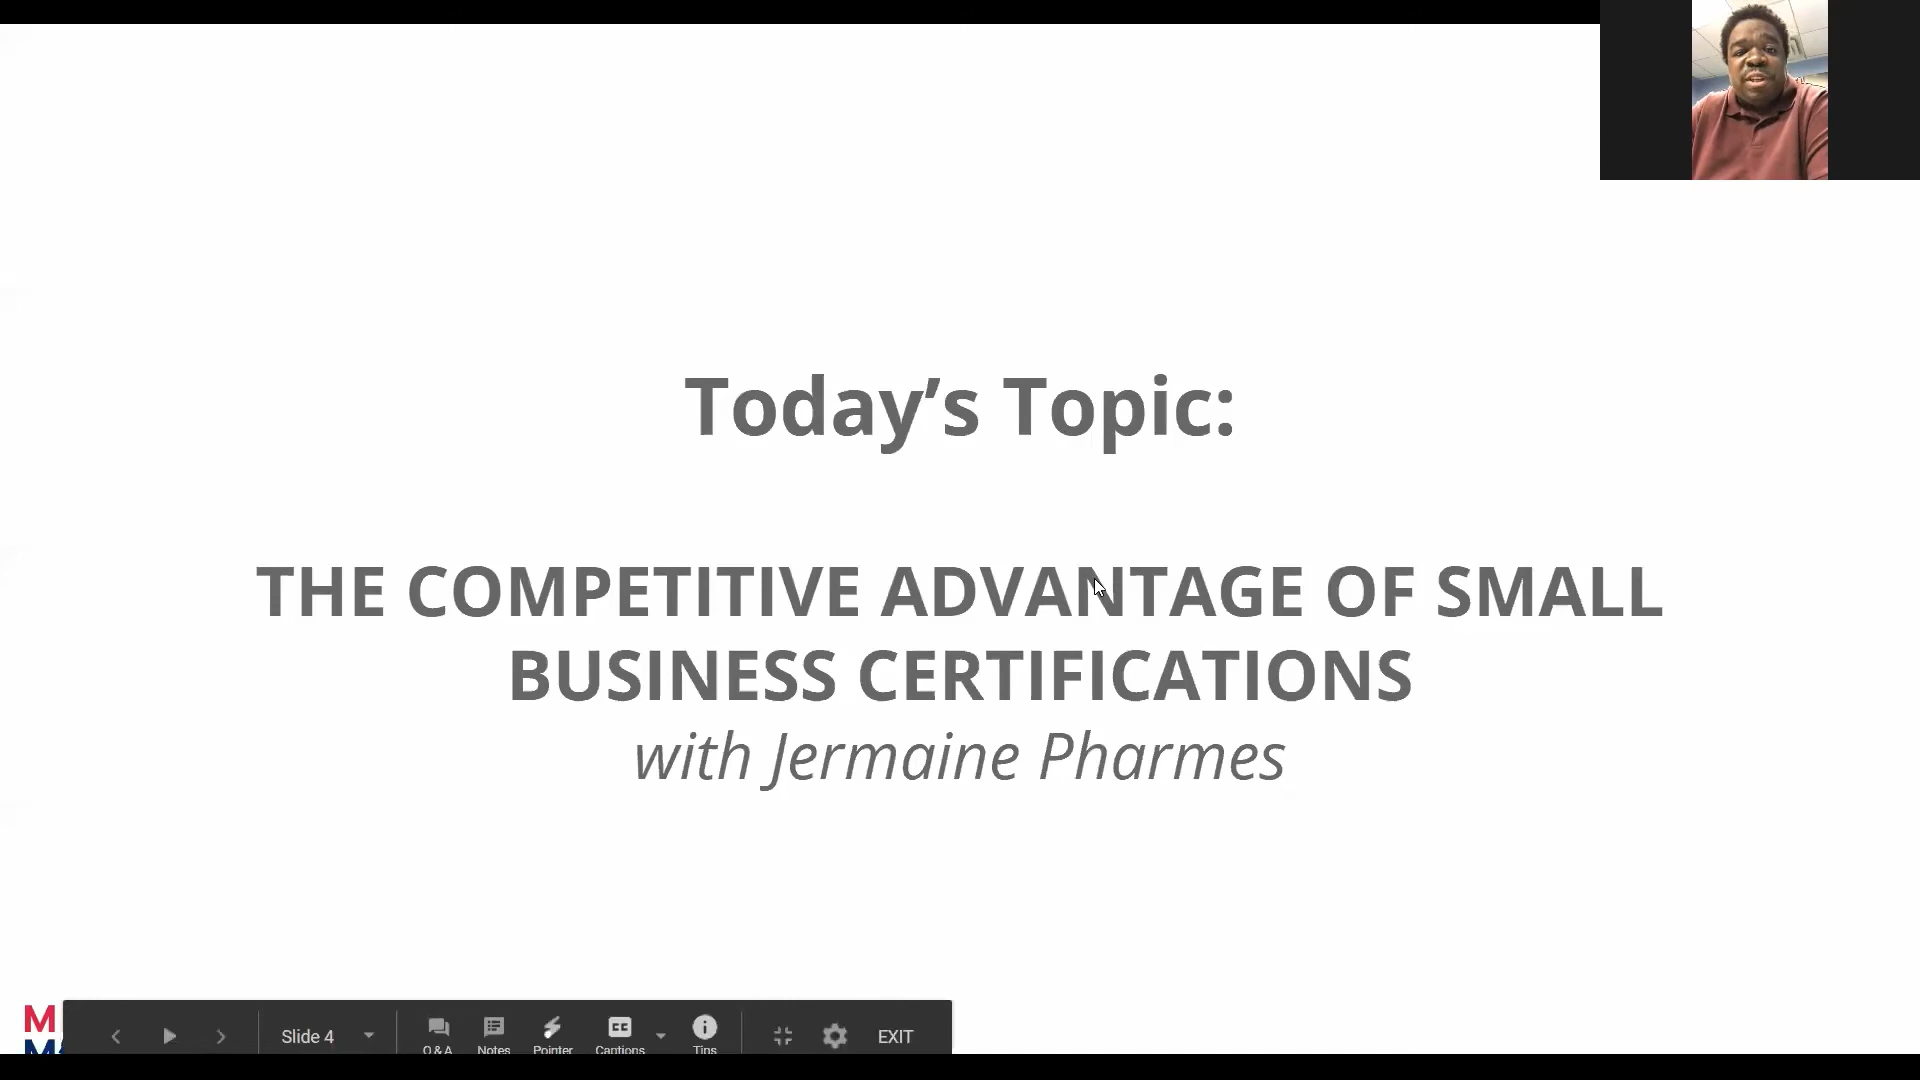 Today’s Topic:
THE COMPETITIVE ADVANTAGE OF SMALL
BUSINESS CERTIFICATIONS
with Jermaine Pharmes
M
Slide 4
Q & A
Notes
Pointer
CC
Captions
Tips
EXIT